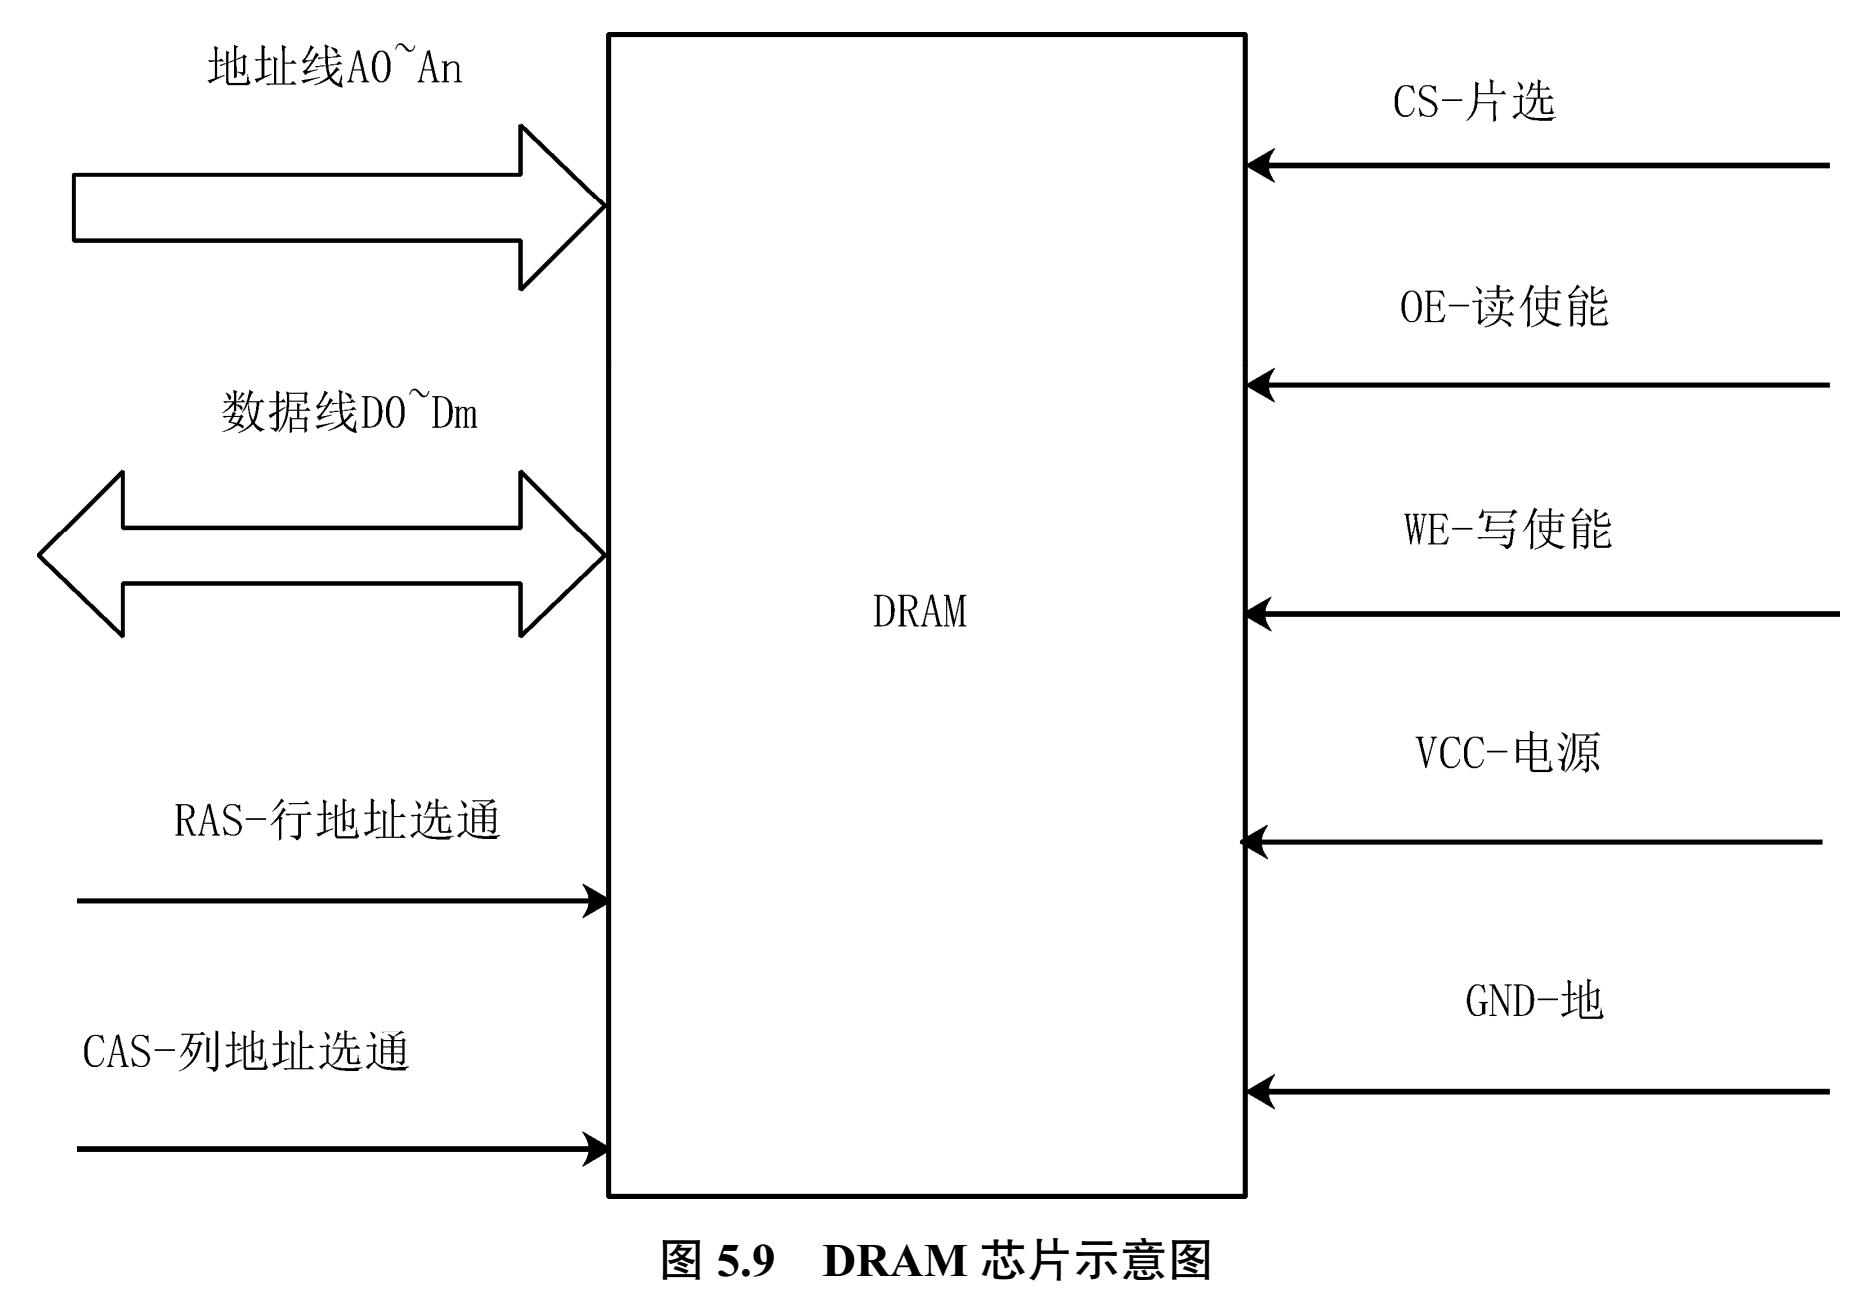 地址线A0~An
数据线D0~Dm
RAS-行地址选通
CAS-列地址选通
DRAM
CS-片选
OE-读使能
WE-写使能
VCC-电源
GND-地
图 5.9 DRAM 芯片示意图